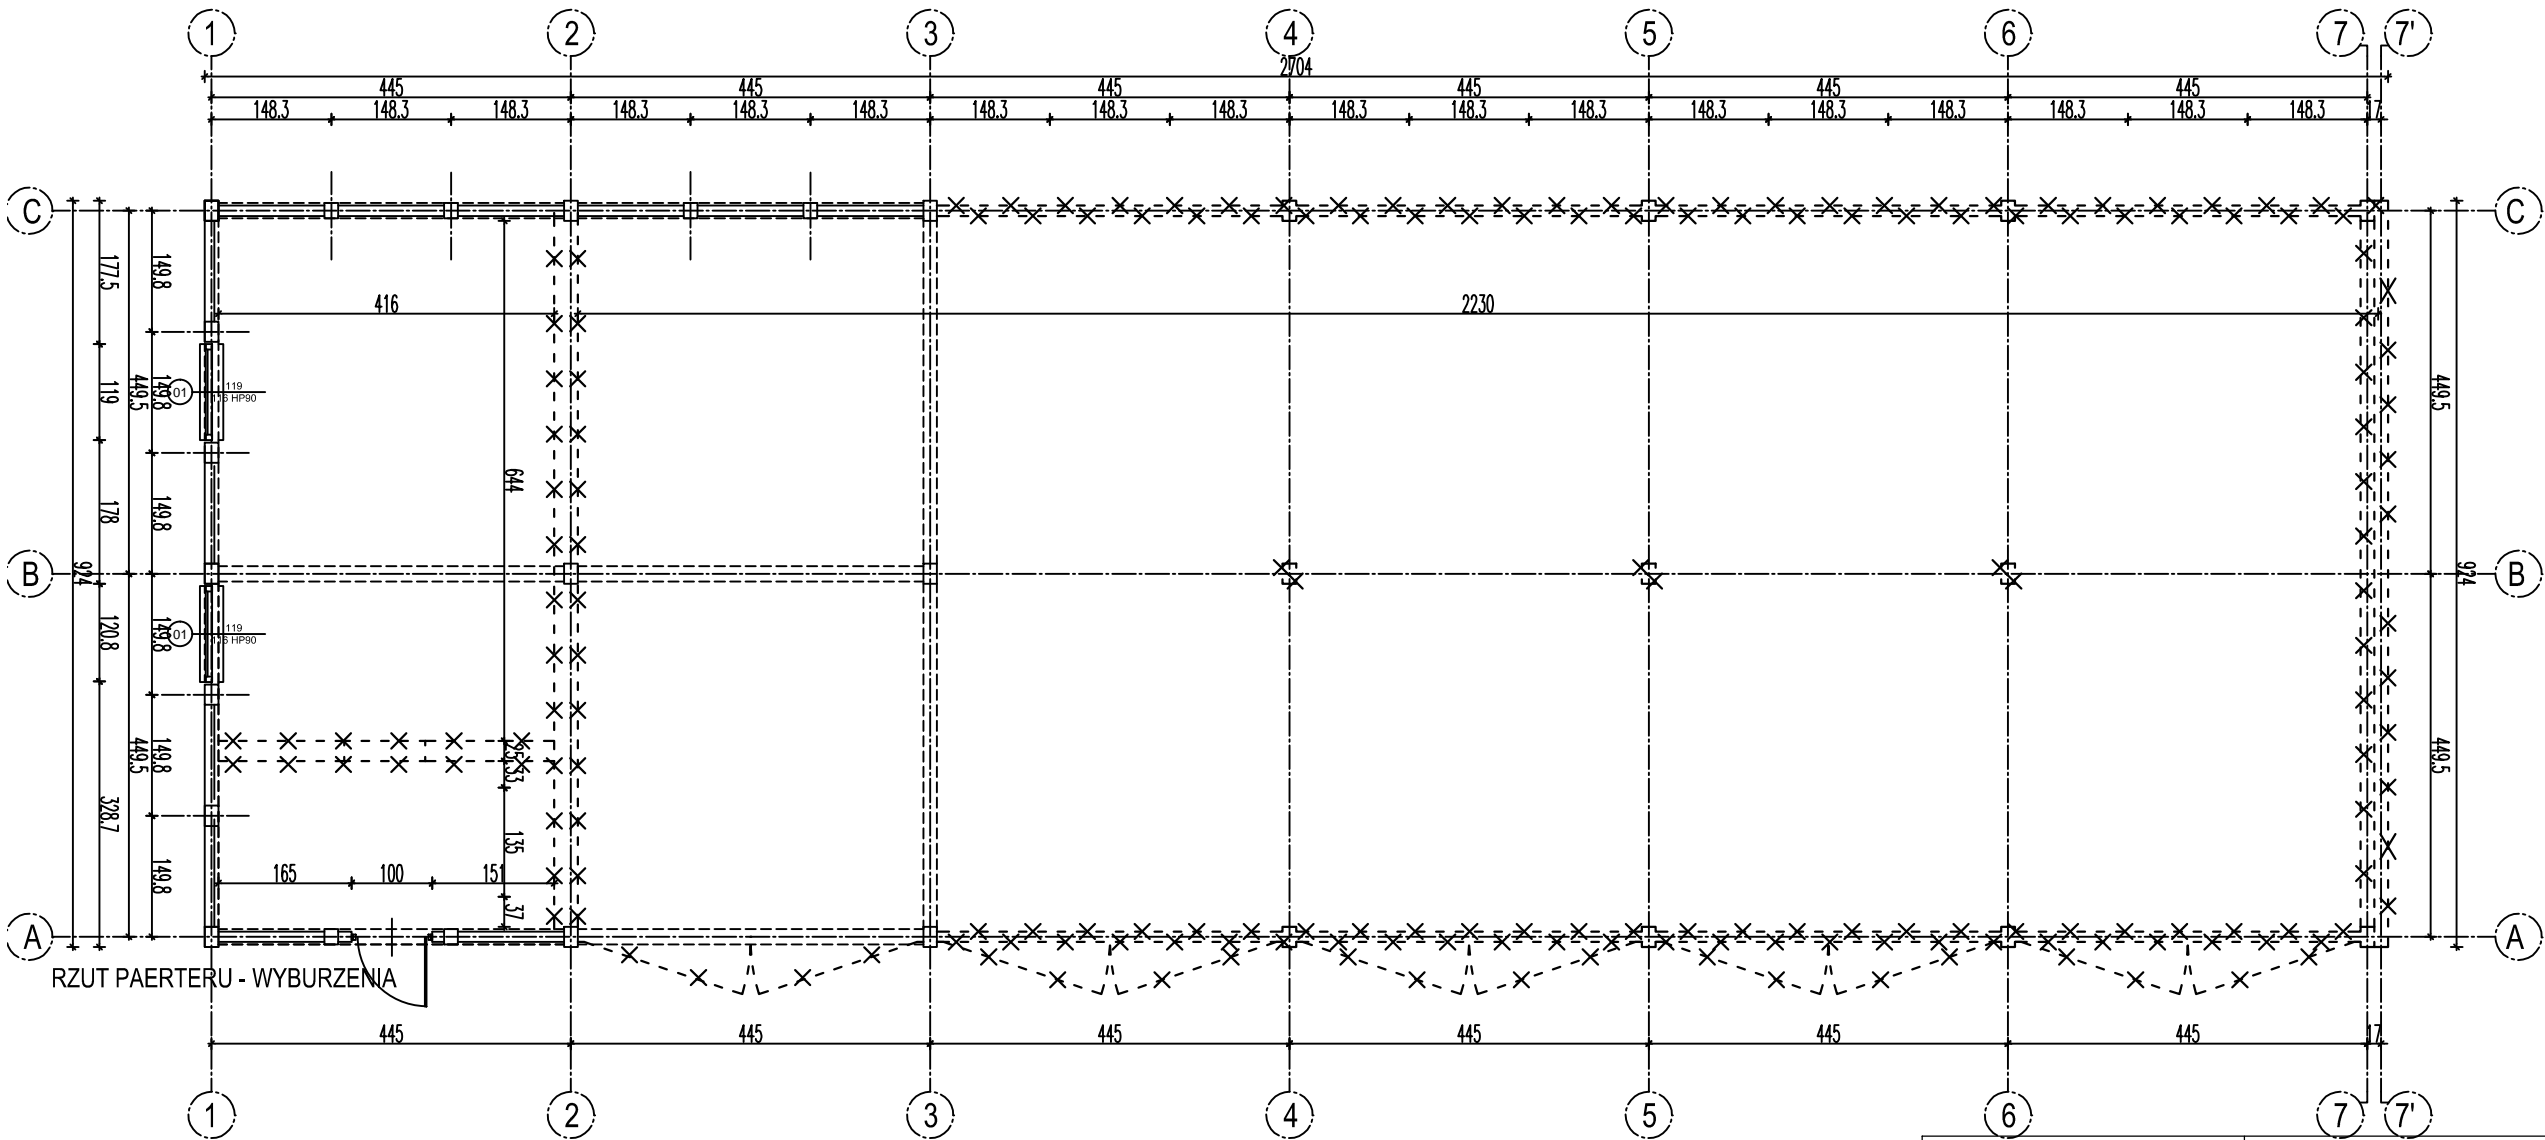 1 2 3 4 5 6 7 7'
2704
445 445 445 445 445 445
148.3 148.3 148.3 148.3 148.3 148.3 148.3 148.3 148.3 148.3 148.3 148.3 148.3 148.3 148.3 148.3 148.3 148.3 17
C C
177.5 149.8
416 2230
119 449.5 149.8 01 119 449.5
116 HP90
644
178 149.8
B 924 924 B
120.8 149.8 01 119
116 HP90
449.5 149.8 25 33 449.5
328.7
135
149.8 165 100 151
37
A A
RZUT PAERTERU - WYBURZENIA
445 445 445 445 445 445 17
1 2 3 4 5 6 7 7'